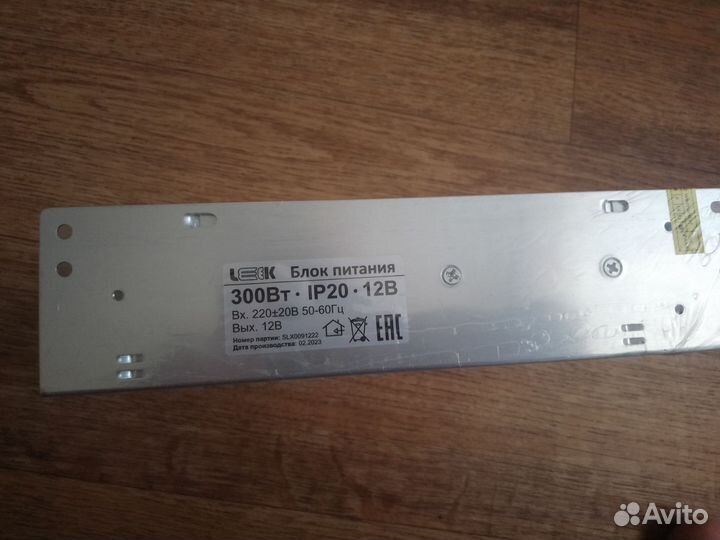 LEEK Блок питания
300Вт · IP20 · 12В
Вх. 220±20В 50-60Гц
Вых. 12В
Номер партии: SLX0091222
Дата производства: 02.2023
EAC
Avito